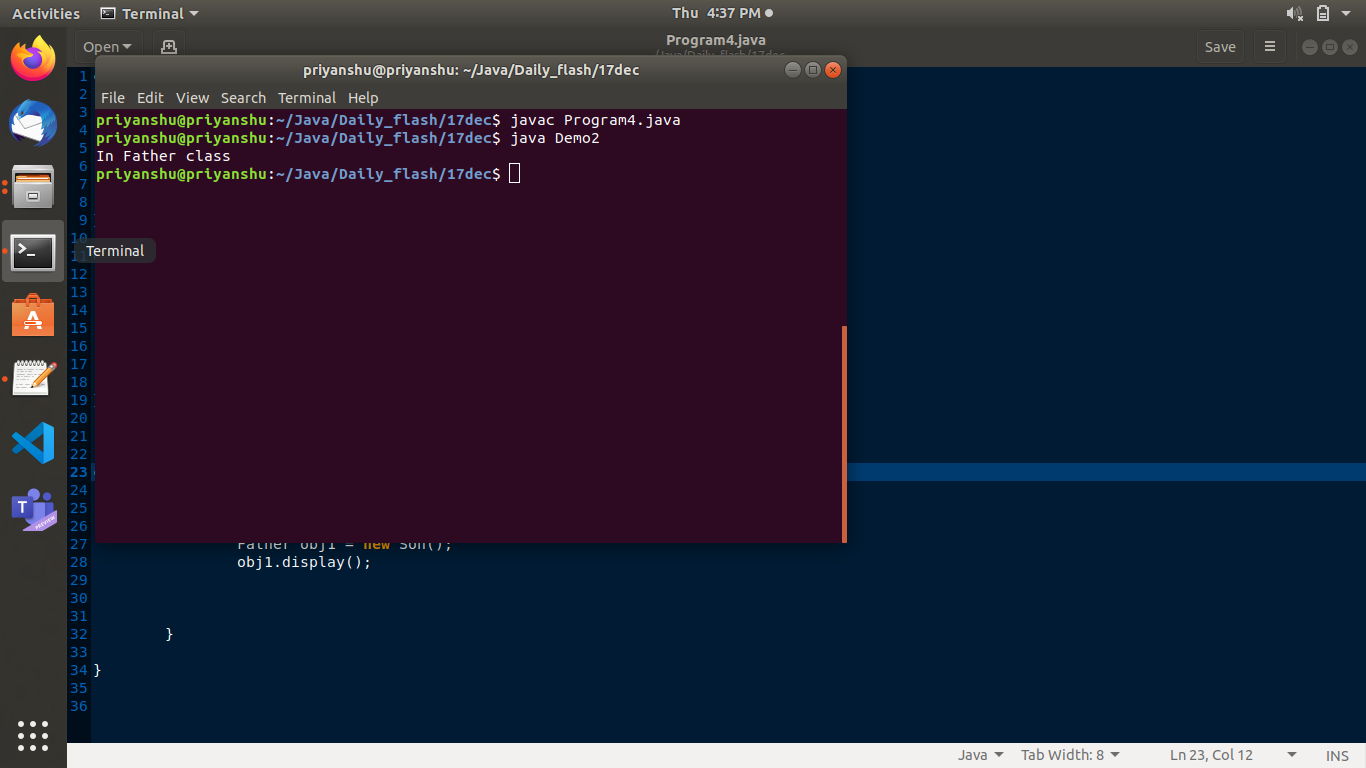 Activities Terminal Thu 4:37 PM
Open Program4.java Save
priyanshu@priyanshu: ~/Java/Daily_flash/17dec
File Edit View Search Terminal Help
priyanshu@priyanshu:~/Java/Daily_flash/17dec$ javac Program4.java
priyanshu@priyanshu:~/Java/Daily_flash/17dec$ java Demo2
In Father class
priyanshu@priyanshu:~/Java/Daily_flash/17dec$
Terminal
1
2
3
4
5
6
7
8
9
10
11
12
13
14
15
16
17
18
19
20
21
22
23
24
25
26
27 Father obj1 = new Son();
28 obj1.display();
29
30
31
32 }
33
34 }
35
36
Java Tab Width: 8 Ln 23, Col 12 INS